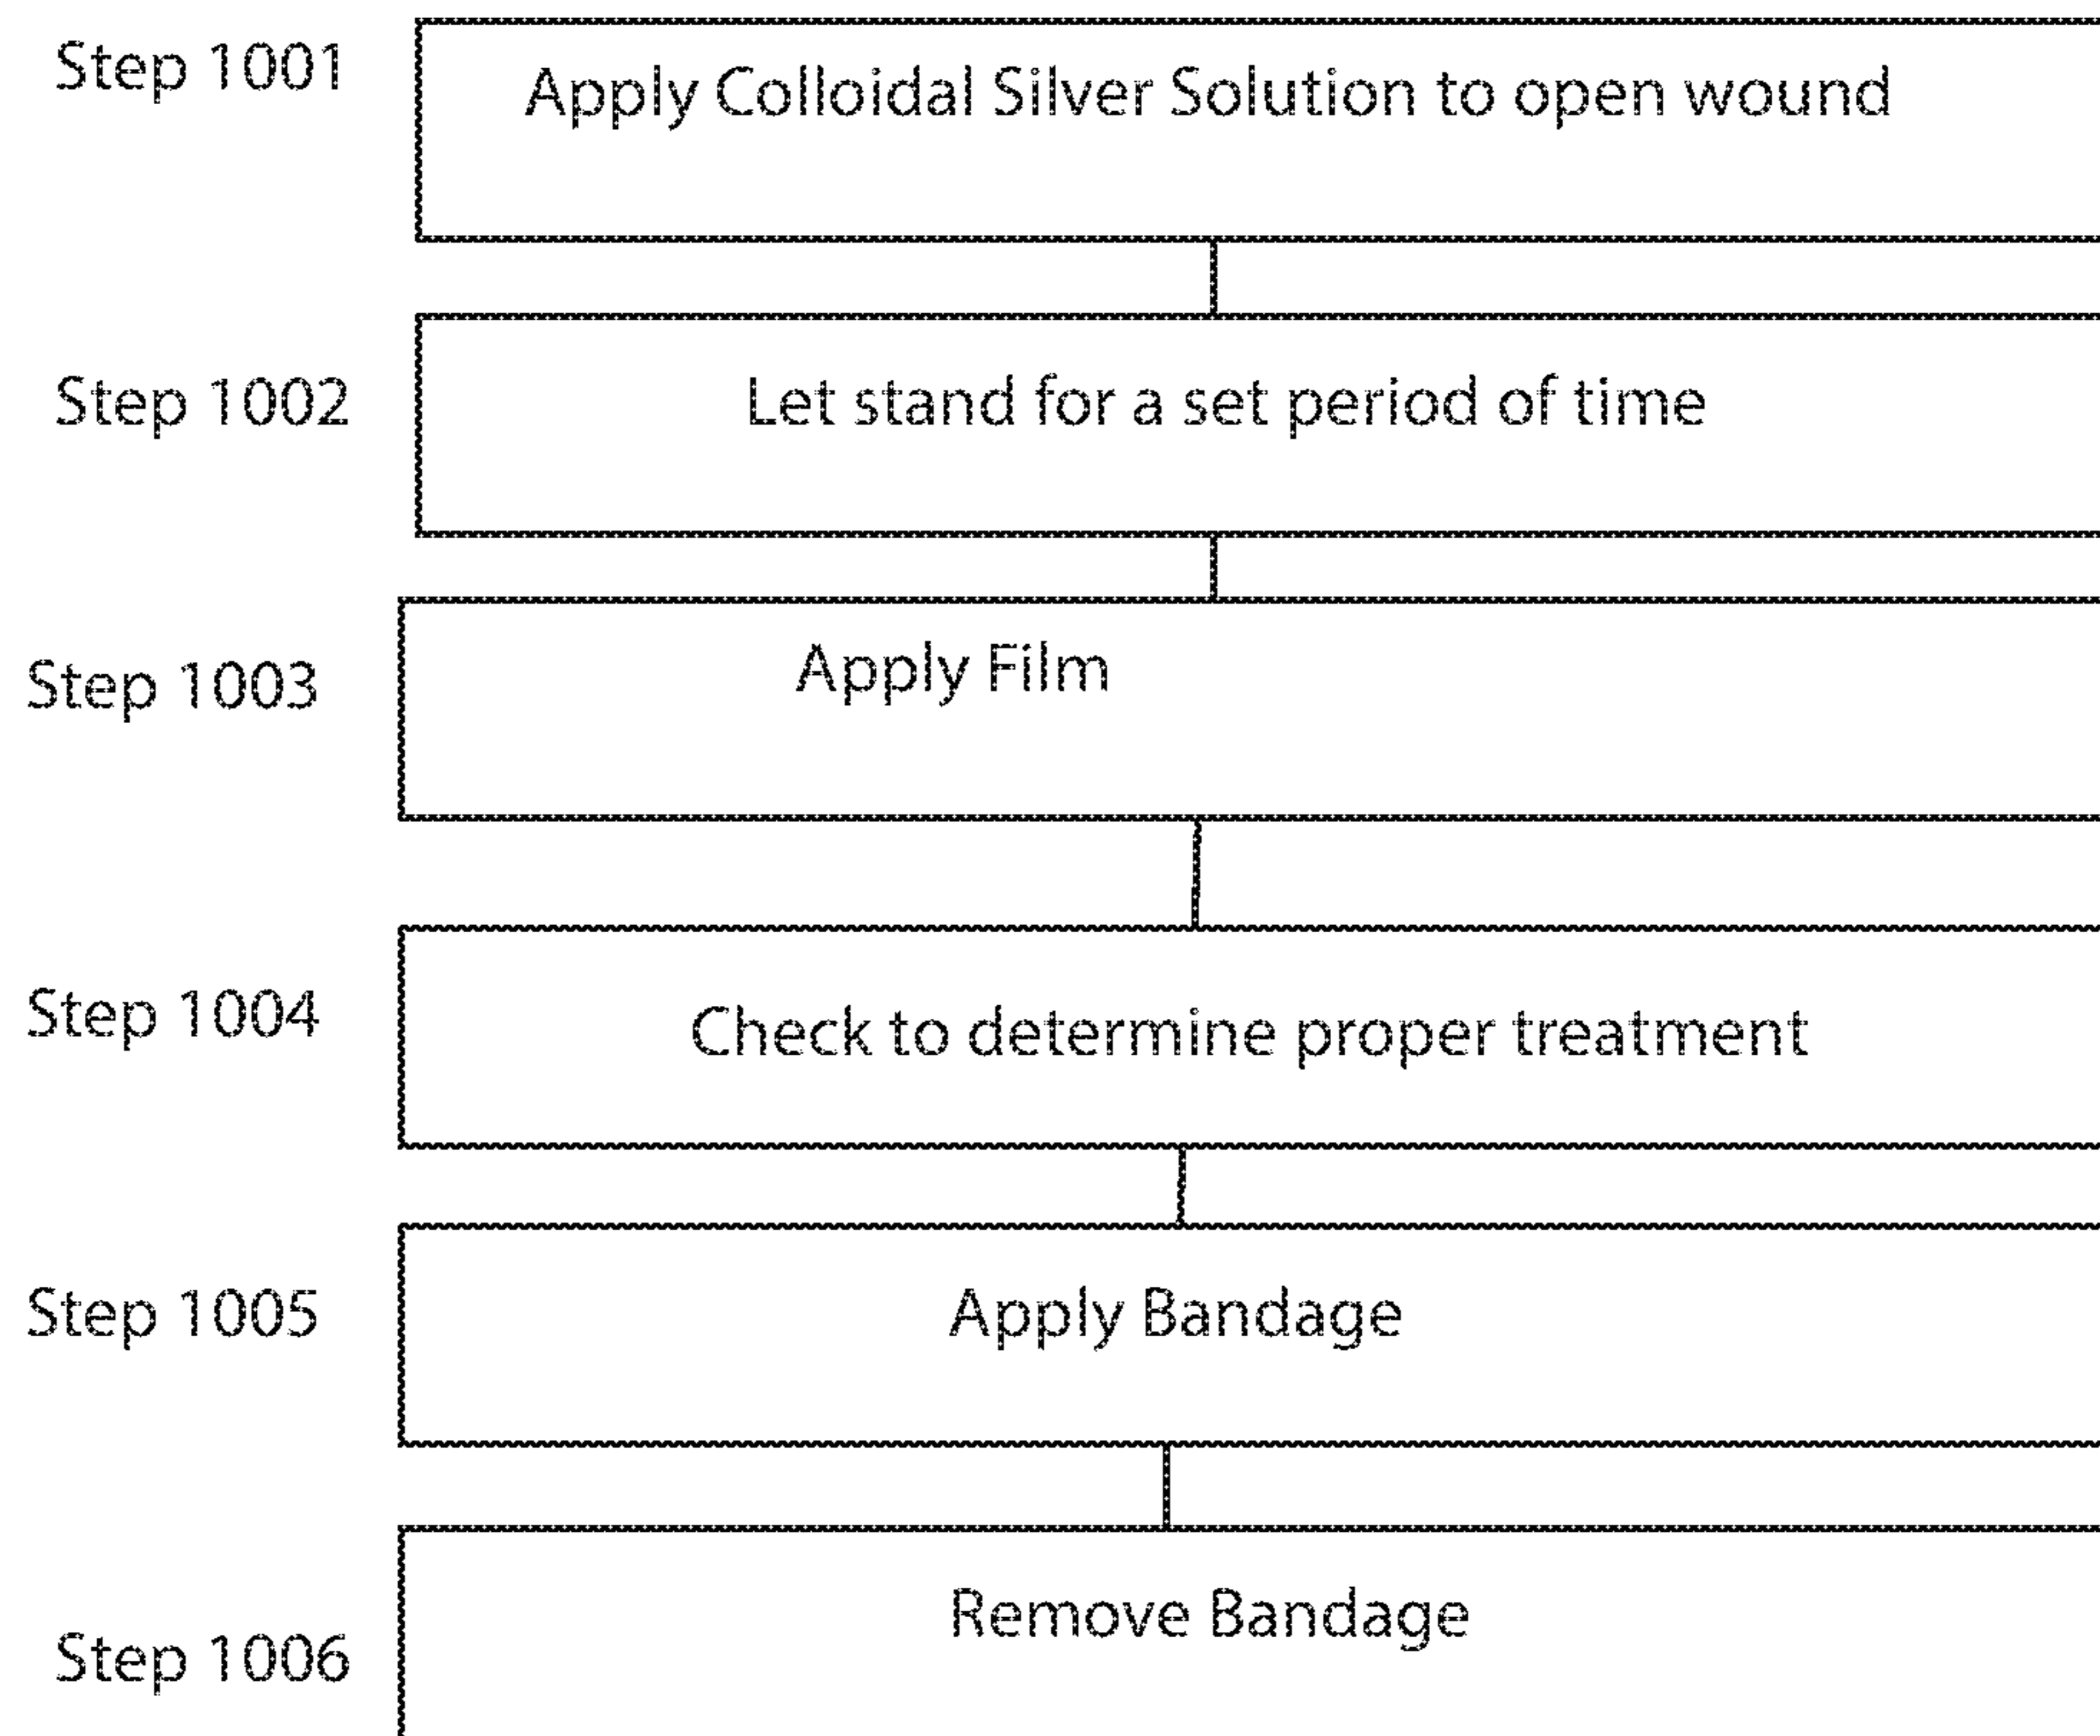 Step 1001
Apply Colloidal Silver Solution to open wound
Step 1002
Let stand for a set period of time
Step 1003
Apply Film
Step 1004
Check to determine proper treatment
Step 1005
Apply Bandage
Step 1006
Remove Bandage